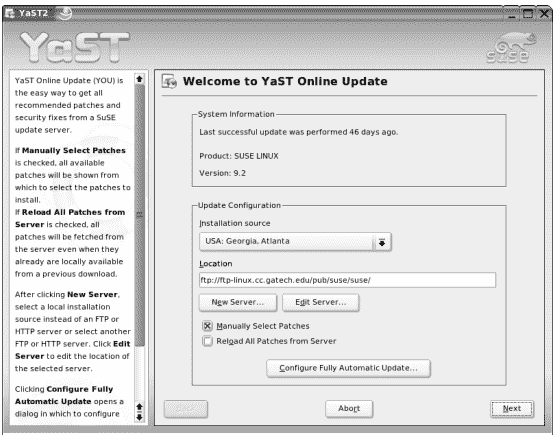 YaST2
YaST
SUSE
YaST Online Update (YOU) is
the easy way to get all
recommended patches and
security fixes from a SuSE
update server.
If Manually Select Patches
is checked, all available
patches will be shown from
which to select the patches to
install.
If Reload All Patches from
Server is checked, all
patches will be fetched from
the server even when they
already are locally available
from a previous download.
After clicking New Server,
select a local installation
source instead of an FTP or
HTTP server or select another
FTP or HTTP server. Click Edit
Server to edit the location of
the selected server.
Clicking Configure Fully
Automatic Update opens a
dialog in which to configure
Welcome to YaST Online Update
System Information
Last successful update was performed 46 days ago.
Product: SUSE LINUX
Version: 9.2
Update Configuration
Installation source
USA: Georgia, Atlanta
Location
ftp://ftp-linux.cc.gatech.edu/pub/suse/suse/
New Server... Edit Server...
Manually Select Patches
Reload All Patches from Server
Configure Fully Automatic Update...
Abort Next